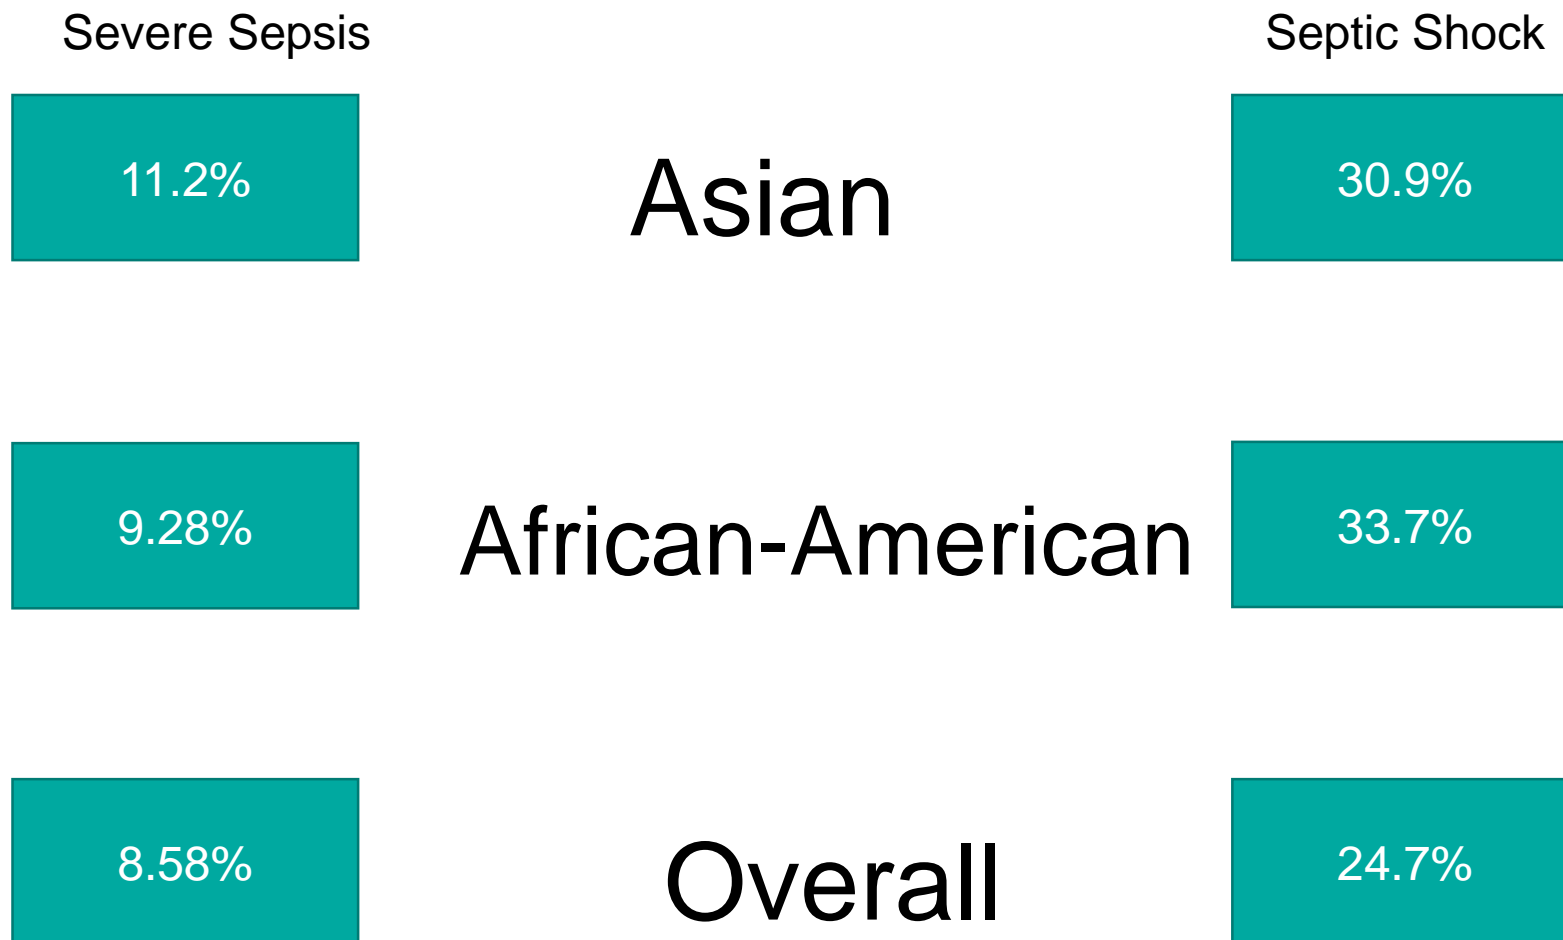 Severe Sepsis Septic Shock
11.2% Asian 30.9%
9.28% African-American 33.7%
8.58% Overall 24.7%